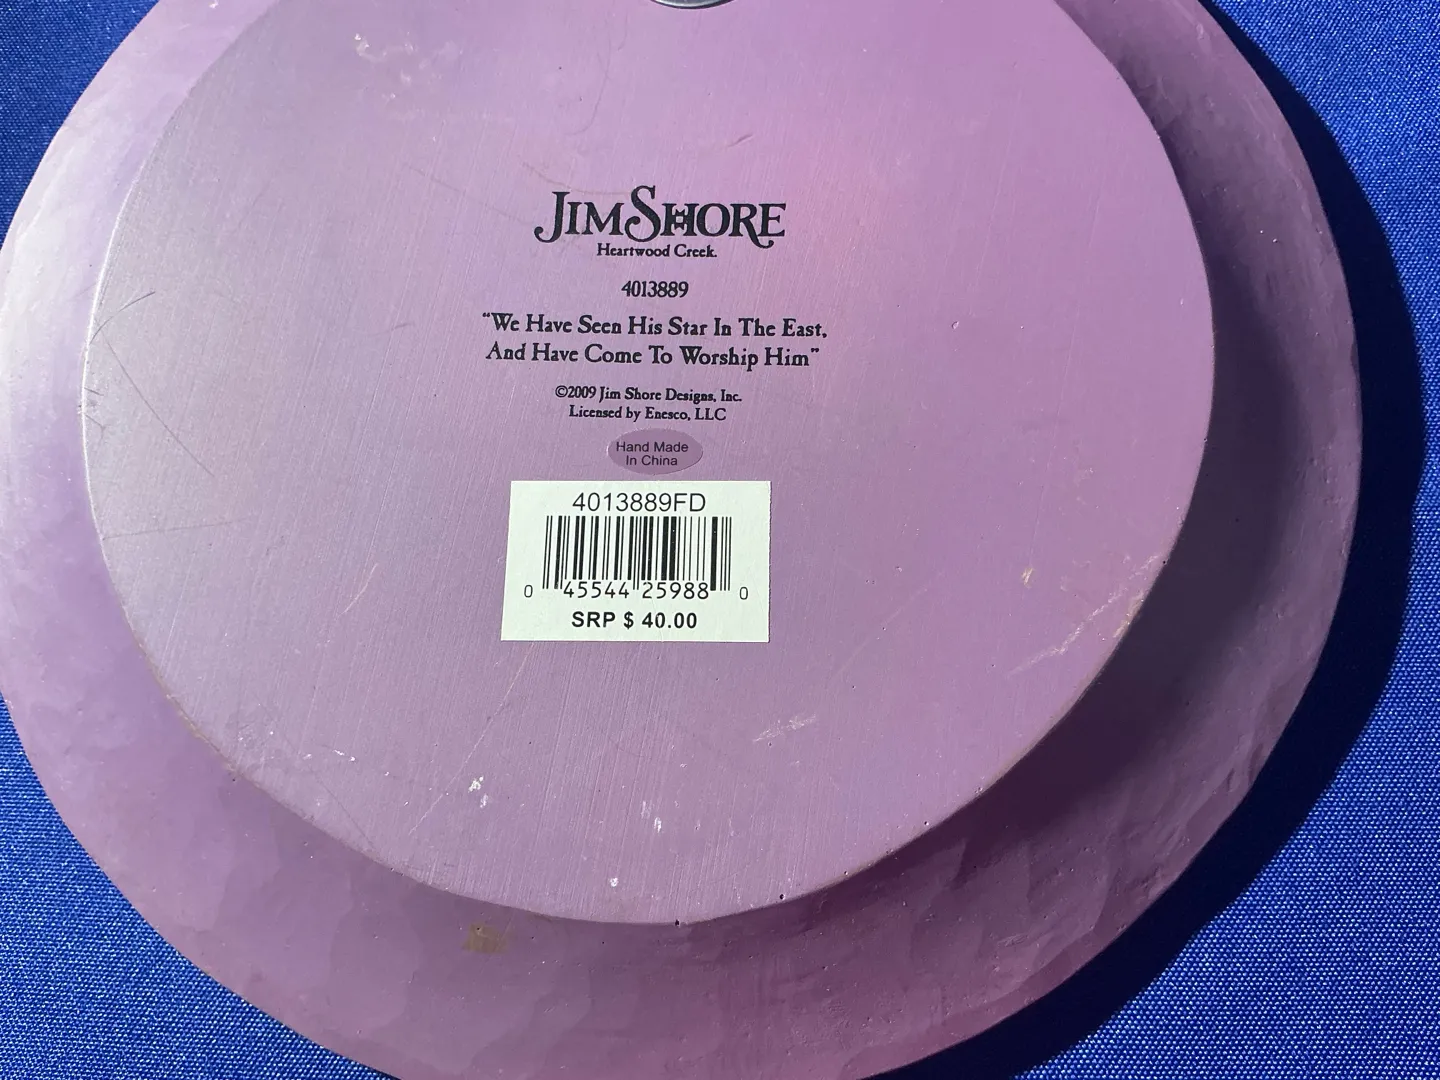 JIM SHORE
Heartwood Creek.
4013889
“We Have Seen His Star In The East,
And Have Come To Worship Him”
©2009 Jim Shore Designs, Inc.
Licensed by Enesco, LLC
Hand Made
In China
4013889FD
0 45544 25988 0
SRP $ 40.00